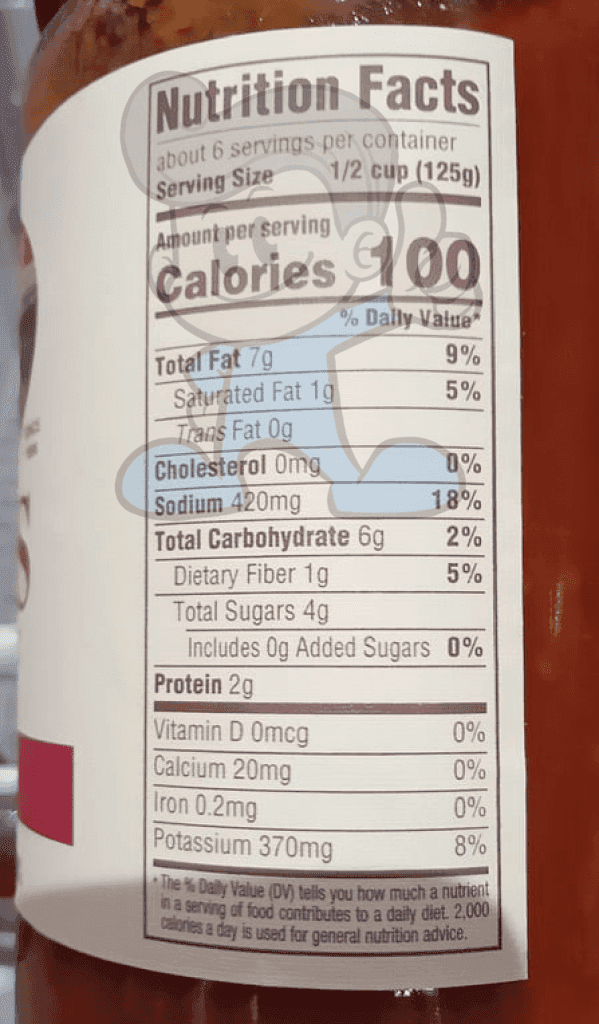 Nutrition Facts
about 6 servings per container
Serving Size 1/2 cup (125g)
Amount per serving
Calories 100
% Daily Value*
Total Fat 7g 9%
Saturated Fat 1g 5%
Trans Fat 0g
Cholesterol 0mg 0%
Sodium 420mg 18%
Total Carbohydrate 6g 2%
Dietary Fiber 1g 5%
Total Sugars 4g
Includes 0g Added Sugars 0%
Protein 2g
Vitamin D 0mcg 0%
Calcium 20mg 0%
Iron 0.2mg 0%
Potassium 370mg 8%
*The % Daily Value (DV) tells you how much a nutrient
in a serving of food contributes to a daily diet. 2,000
calories a day is used for general nutrition advice.